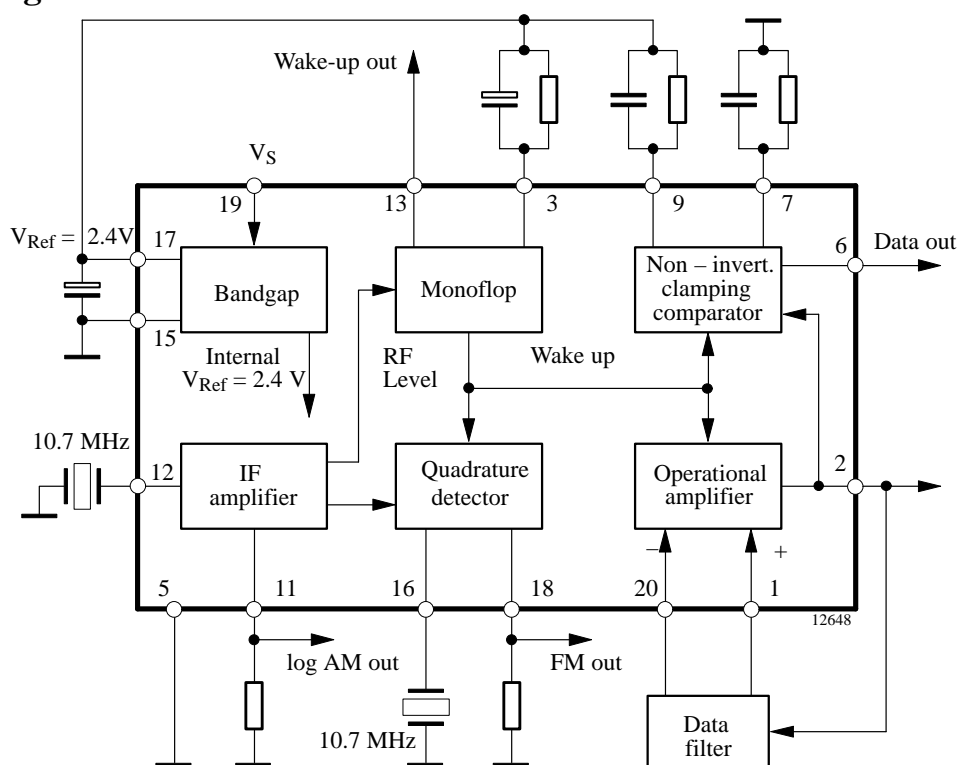 g
Wake-up out
VS
19
13
3
9
7
VRef = 2.4V
17
6
Data out
Bandgap
Monoflop
Non – invert.
clamping
comparator
15
Internal
VRef = 2.4 V
RF
Level
Wake up
10.7 MHz
12
IF
amplifier
Quadrature
detector
Operational
amplifier
2
–
+
5
11
16
18
20
1
12648
log AM out
FM out
10.7 MHz
Data
filter